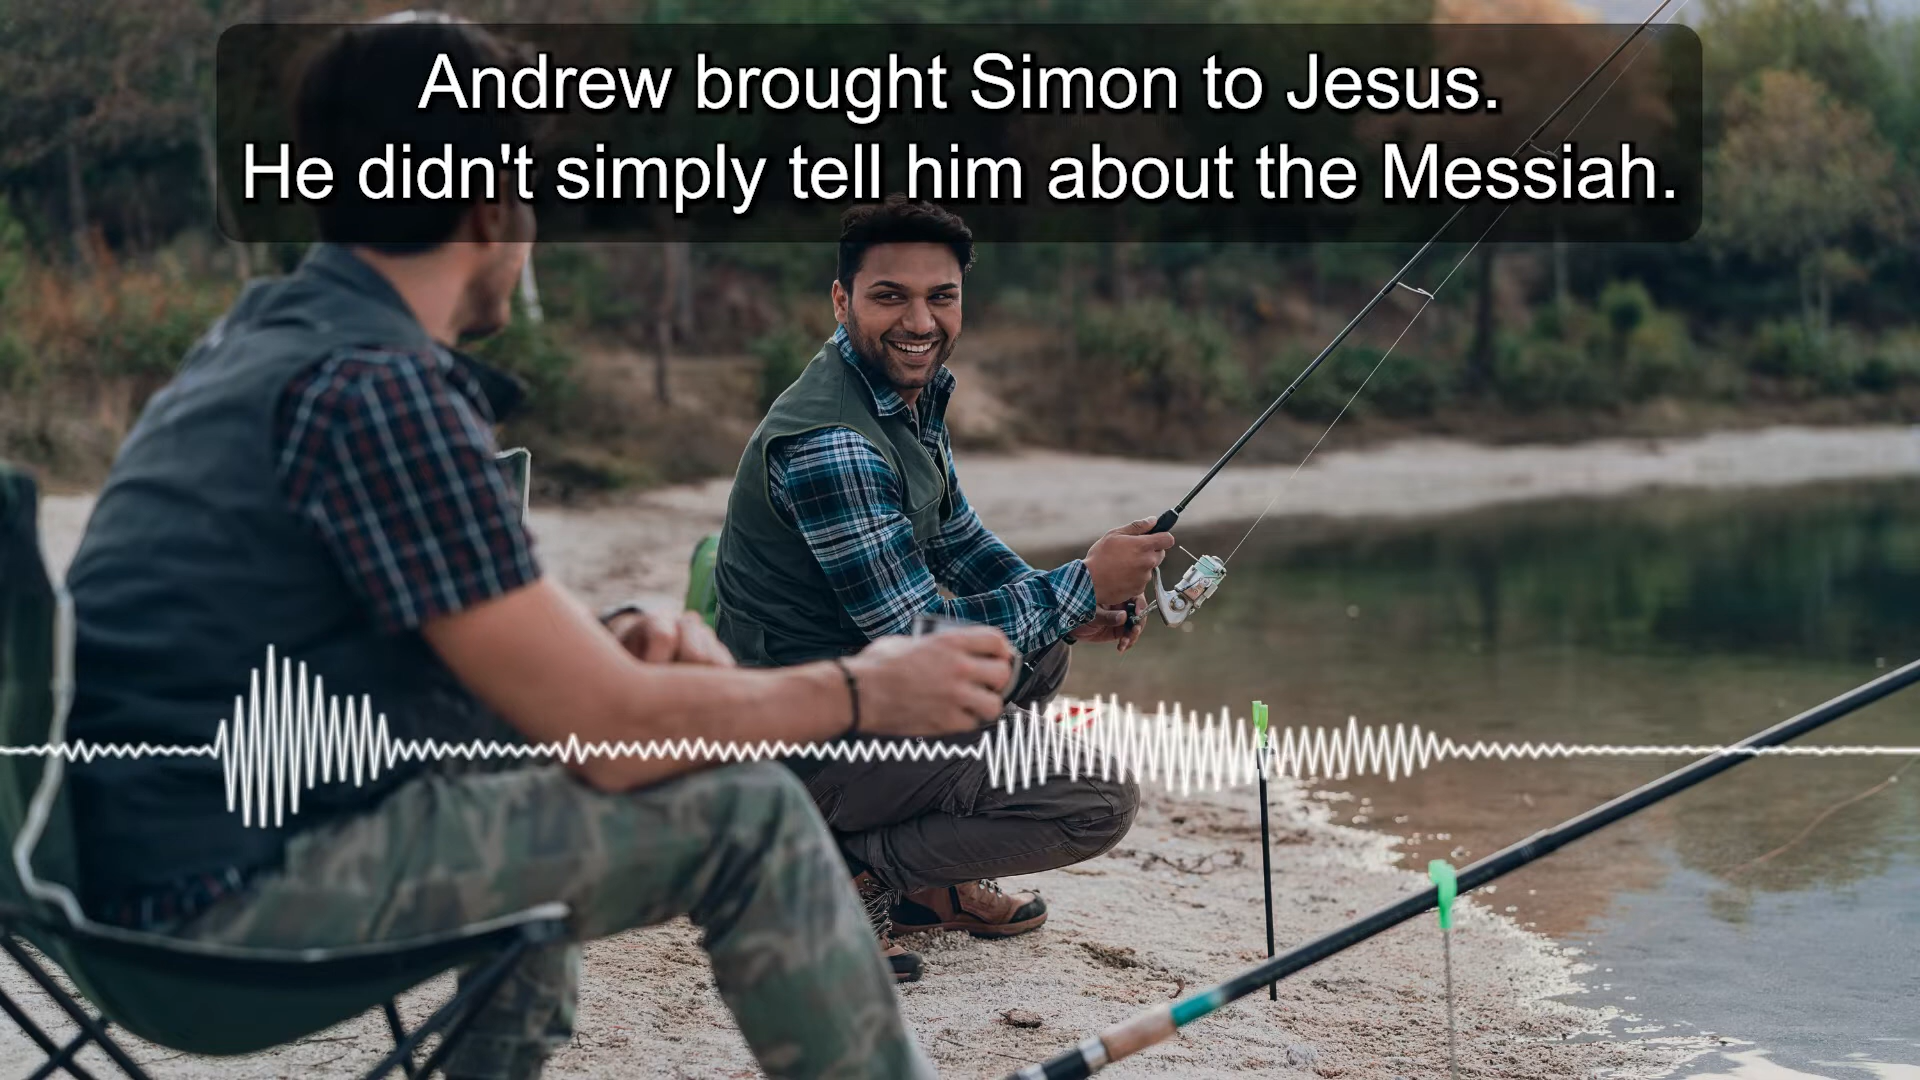 Andrew brought Simon to Jesus.
He didn't simply tell him about the Messiah.